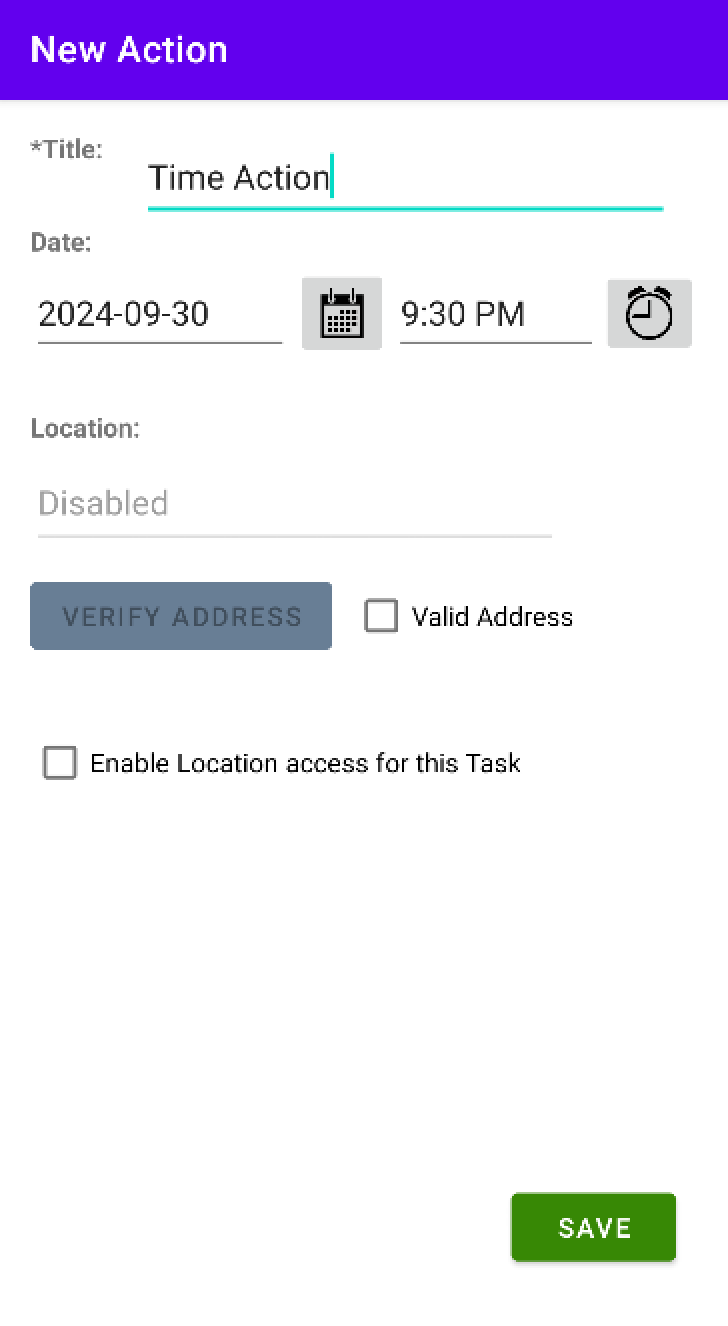 New Action
*Title:
Time Action
Date:
2024-09-30 9:30 PM
Location:
Disabled
VERIFY ADDRESS Valid Address
Enable Location access for this Task
SAVE